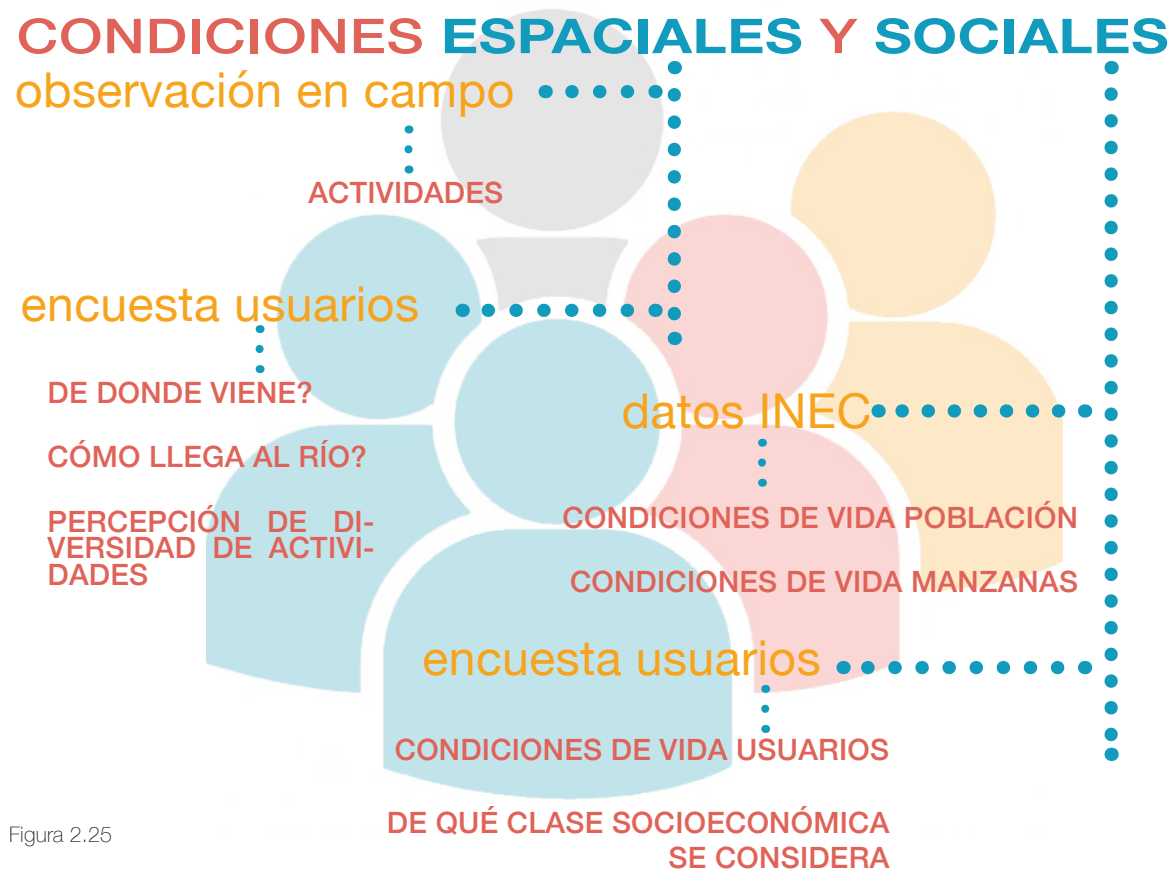 CONDICIONES ESPACIALES Y SOCIALES
observación en campo
ACTIVIDADES
encuesta usuarios
DE DONDE VIENE?
CÓMO LLEGA AL RÍO?
PERCEPCIÓN DE DI-
VERSIDAD DE ACTIVI-
DADES
datos INEC
CONDICIONES DE VIDA POBLACIÓN
CONDICIONES DE VIDA MANZANAS
encuesta usuarios
CONDICIONES DE VIDA USUARIOS
DE QUÉ CLASE SOCIOECONÓMICA
SE CONSIDERA
Figura 2.25